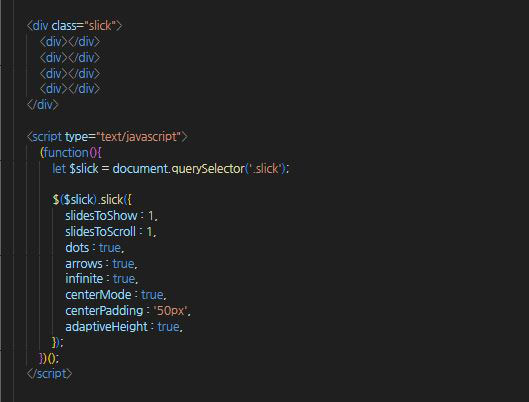 <div class="slick">
<div></div>
<div></div>
<div></div>
<div></div>
</div>
<script type="text/javascript">
(function(){
let $slick = document.querySelector('.slick');
$($slick).slick({
slidesToShow : 1,
slidesToScroll : 1,
dots : true,
arrows : true,
infinite : true,
centerMode : true,
centerPadding : '50px',
adaptiveHeight : true,
});
})();
</script>